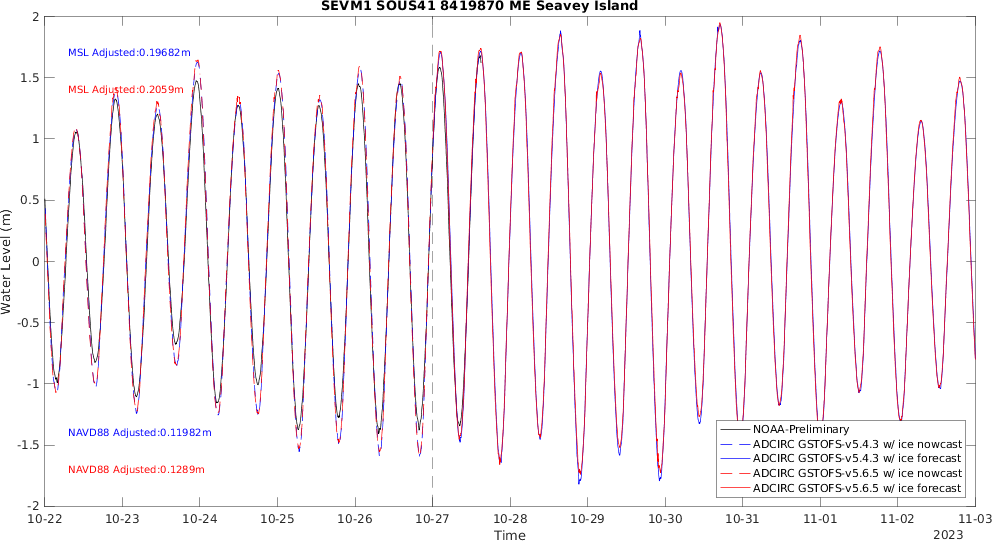 SEVM1 SOUS41 8419870 ME Seavey Island
2
1.5
1
0.5
0
-0.5
-1
-1.5
-2
Water Level (m)
MSL Adjusted:0.19682m
MSL Adjusted:0.2059m
NAVD88 Adjusted:0.11982m
NAVD88 Adjusted:0.1289m
NOAA-Preliminary
ADCIRC GSTOFS-v5.4.3 w/ ice nowcast
ADCIRC GSTOFS-v5.4.3 w/ ice forecast
ADCIRC GSTOFS-v5.6.5 w/ ice nowcast
ADCIRC GSTOFS-v5.6.5 w/ ice forecast
10-22 10-23 10-24 10-25 10-26 10-27 10-28 10-29 10-30 10-31 11-01 11-02 11-03
Time
2023